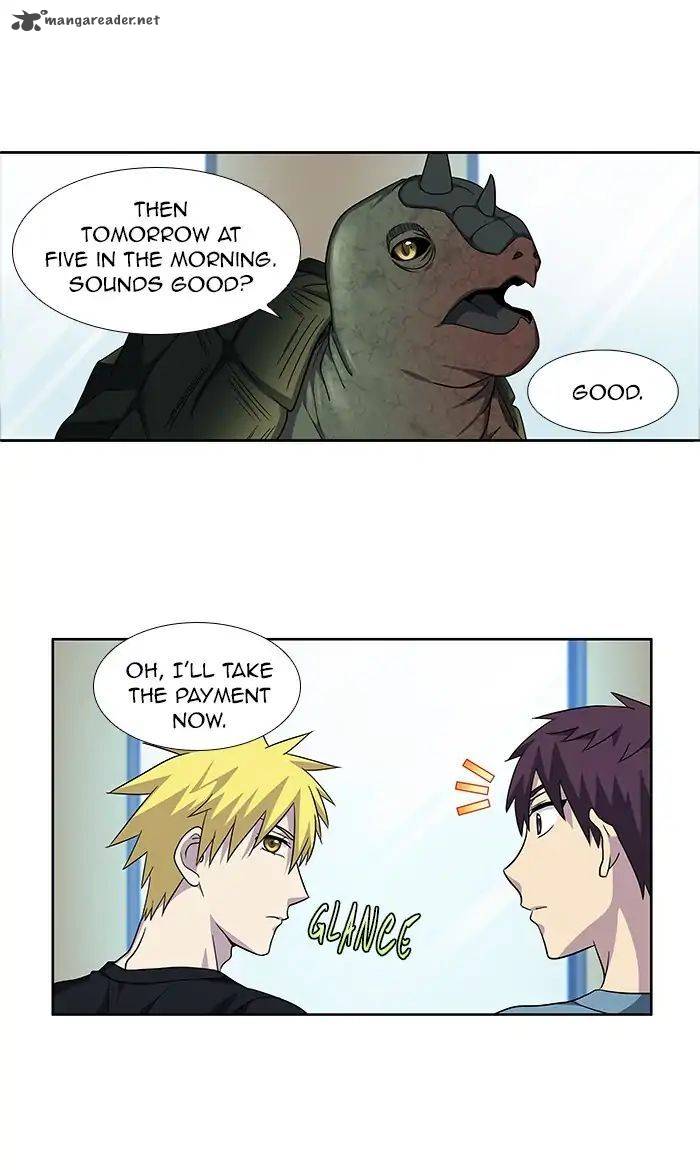 mangareader.net
THEN
TOMORROW AT
FIVE IN THE MORNING.
SOUNDS GOOD?
GOOD.
OH, I'LL TAKE
THE PAYMENT
NOW.
GLANCE